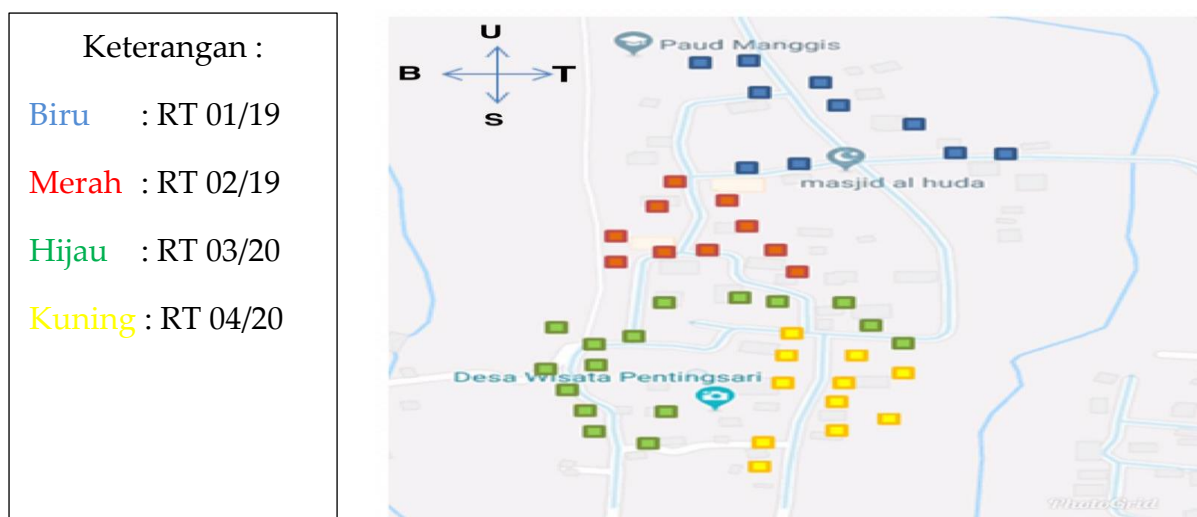 Keterangan :
Biru : RT 01/19
Merah : RT 02/19
Hijau : RT 03/20
Kuning : RT 04/20
U
B
T
S
Paud Manggis
masjid al huda
Desa Wisata Pentingsari
PhotoGrid